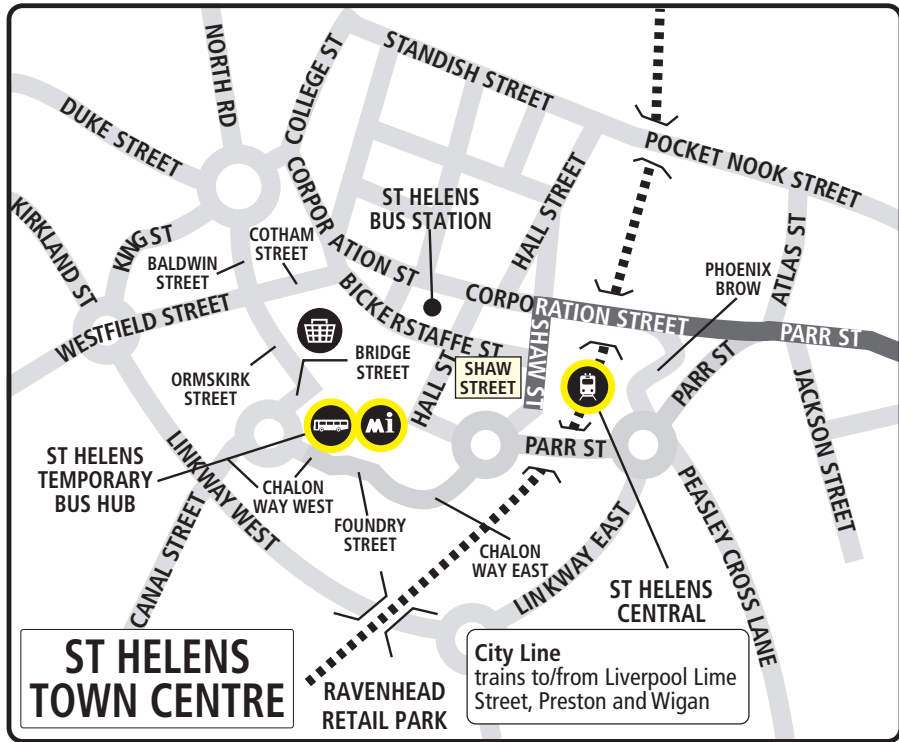 NORTH RD
COLLEGE ST
STANDISH STREET
DUKE STREET
POCKET NOOK STREET
ST HELENS
BUS STATION
HALL STREET
KIRKLAND ST
KING ST
BALDWIN
STREET
COTHAM
STREET
CORPORATION ST
ATLAS ST
PHOENIX
BROW
CORPORATION STREET
PARR ST
WESTFIELD STREET
BICKERSTAFFE ST
SHAW ST
SHAW
STREET
BRIDGE
STREET
ORMSKIRK
STREET
HALL ST
PARR ST
JACKSON STREET
Mi
PARR ST
ST HELENS
TEMPORARY
BUS HUB
CHALON
WAY WEST
LINKWAY WEST
FOUNDRY
STREET
CHALON
WAY EAST
CANAL STREET
LINKWAY EAST
PEASLEY CROSS LANE
ST HELENS
CENTRAL
ST HELENS
TOWN CENTRE
RAVENHEAD
RETAIL PARK
City Line
trains to/from Liverpool Lime
Street, Preston and Wigan